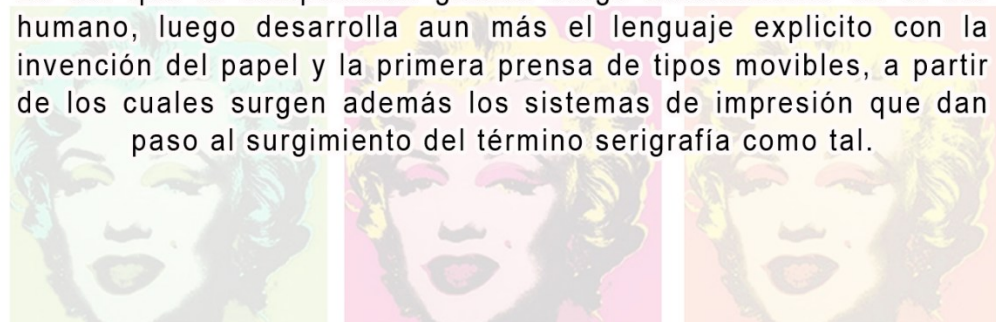 humano, luego desarrolla aun más el lenguaje explicito con la
invención del papel y la primera prensa de tipos movibles, a partir
de los cuales surgen además los sistemas de impresión que dan
paso al surgimiento del término serigrafía como tal.